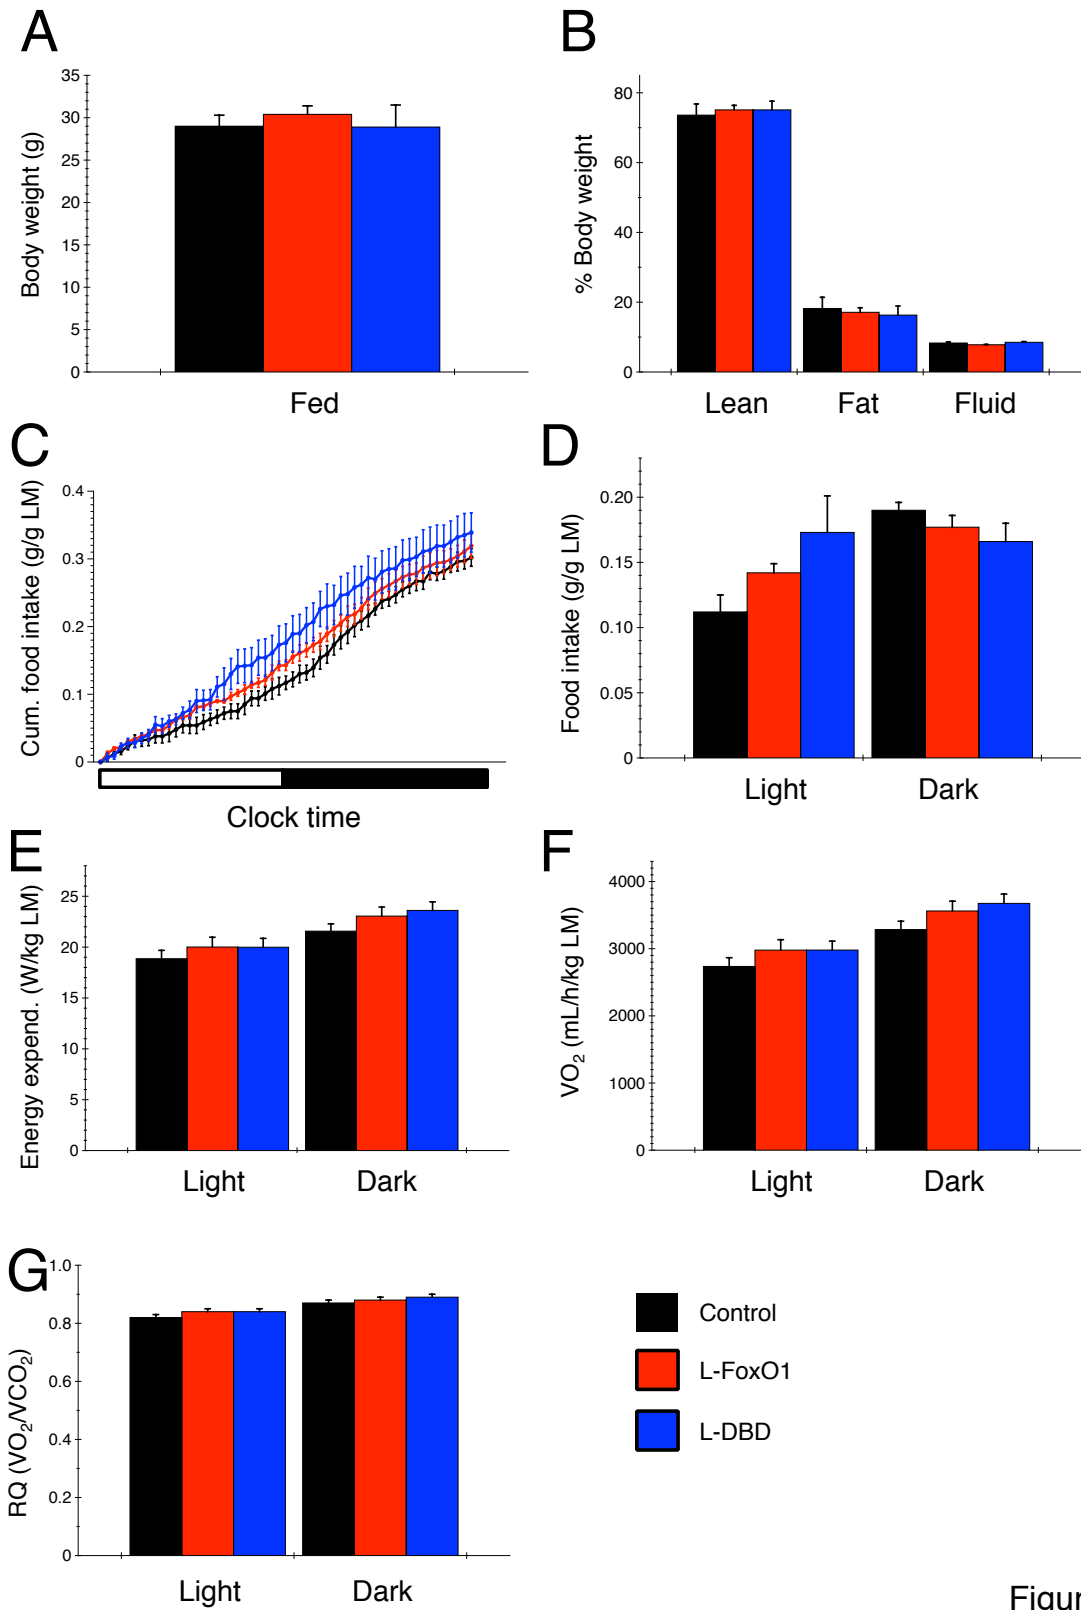 A
Body weight (g)
35
30
25
20
15
10
5
0
Fed
B
% Body weight
80
60
40
20
0
Lean Fat Fluid
C
Cum. food intake (g/g LM)
0.4
0.3
0.2
0.1
0
Clock time
D
Food intake (g/g LM)
0.20
0.15
0.10
0.05
0
Light Dark
E
Energy expend. (W/kg LM)
25
20
15
10
5
0
Light Dark
F
VO₂ (mL/h/kg LM)
4000
3000
2000
1000
0
Light Dark
G
RQ (VO₂/VCO₂)
1.0
0.8
0.6
0.4
0.2
0
Light Dark
Control
L-FoxO1
L-DBD
Figur